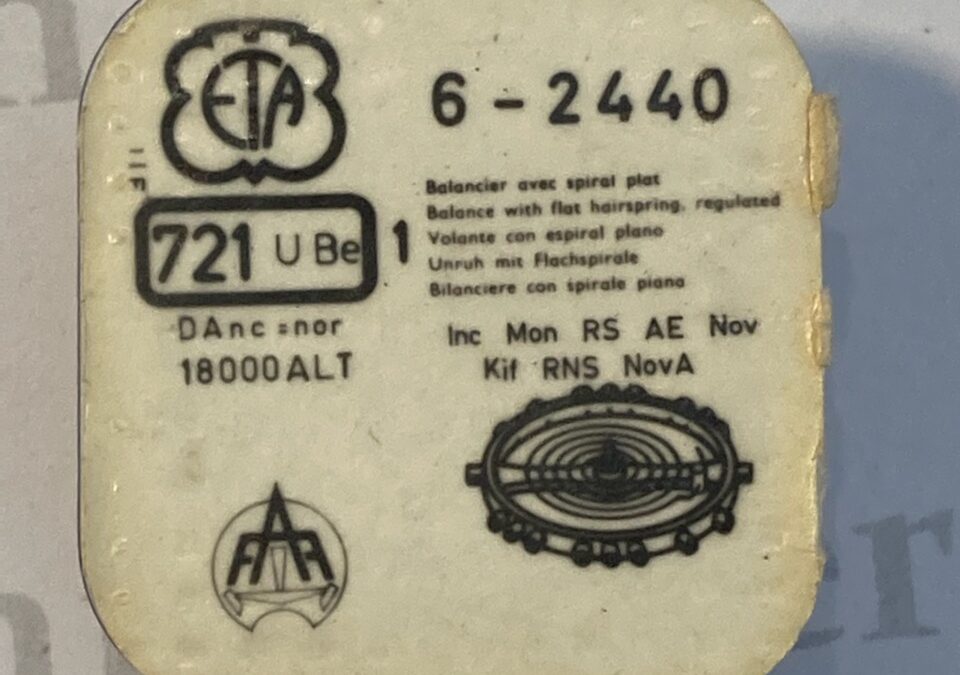 ETA
6 - 2440
Balancier avec spiral plat
Balance with flat hairspring, regulated
Volante con espiral plano
Unruh mit Flachspirale
Bilanciere con spirale piana
721 U Be 1
DAnc = nor
18000 ALT
Inc Mon RS AE Nov
Kif RNS NovA